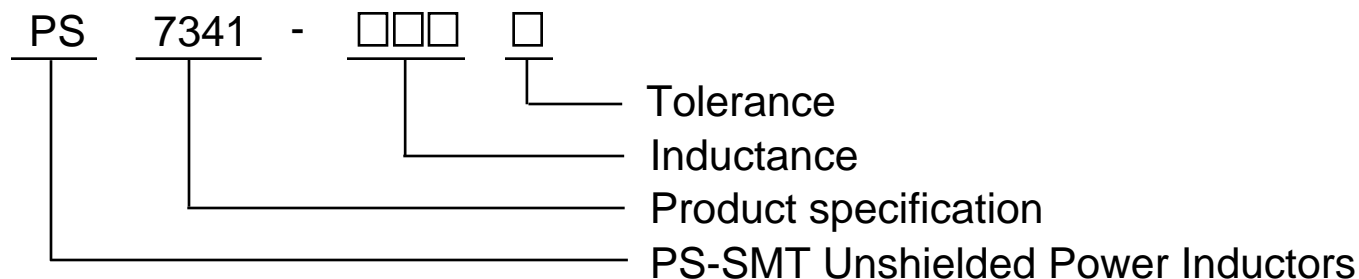 PS 7341 - □□□ □
Tolerance
Inductance
Product specification
PS-SMT Unshielded Power Inductors